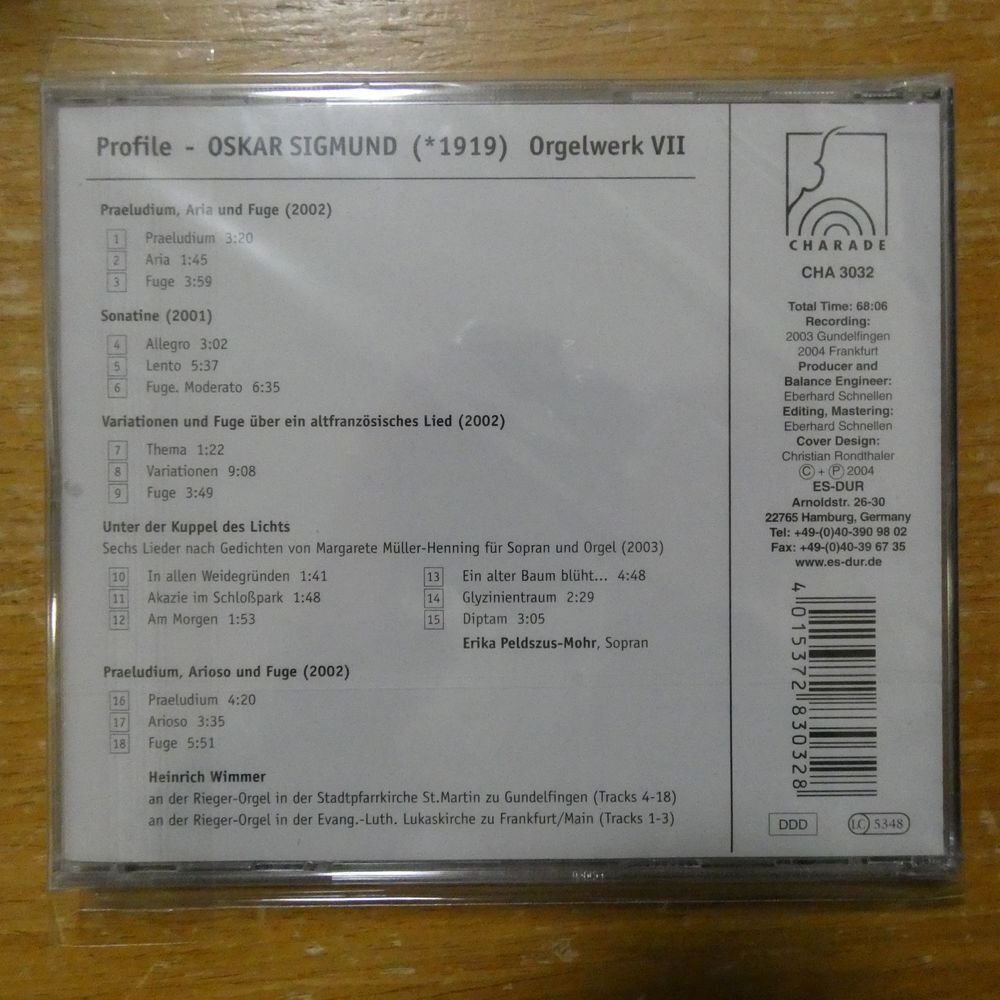 Profile - OSKAR SIGMUND (*1919) Orgelwerk VII
Praeludium, Aria und Fuge (2002)
1 Praeludium 3:20
2 Aria 1:45
3 Fuge 3:59
Sonatine (2001)
4 Allegro 3:02
5 Lento 5:37
6 Fuge. Moderato 6:35
Variationen und Fuge über ein altfranzösisches Lied (2002)
7 Thema 1:22
8 Variationen 9:08
9 Fuge 3:49
Unter der Kuppel des Lichts
Sechs Lieder nach Gedichten von Margarete Müller-Henning für Sopran und Orgel (2003)
10 In allen Weidegründen 1:41
11 Akazie im Schloßpark 1:48
12 Am Morgen 1:53
13 Ein alter Baum blüht... 4:48
14 Glyzinientraum 2:29
15 Diptam 3:05
Erika Peldszus-Mohr, Sopran
Praeludium, Arioso und Fuge (2002)
16 Praeludium 4:20
17 Arioso 3:35
18 Fuge 5:51
Heinrich Wimmer
an der Rieger-Orgel in der Stadtpfarrkirche St.Martin zu Gundelfingen (Tracks 4-18)
an der Rieger-Orgel in der Evang.-Luth. Lukaskirche zu Frankfurt/Main (Tracks 1-3)
CHARADE
CHA 3032
Total Time: 68:06
Recording:
2003 Gundelfingen
2004 Frankfurt
Producer and
Balance Engineer:
Eberhard Schnellen
Editing, Mastering:
Eberhard Schnellen
Cover Design:
Christian Rondthaler
© + ℗ 2004
ES-DUR
Arnoldstr. 26-30
22765 Hamburg, Germany
Tel: +49-(0)40-390 98 02
Fax: +49-(0)40-39 67 35
www.es-dur.de
4 015372 830328
DDD
LC 5348